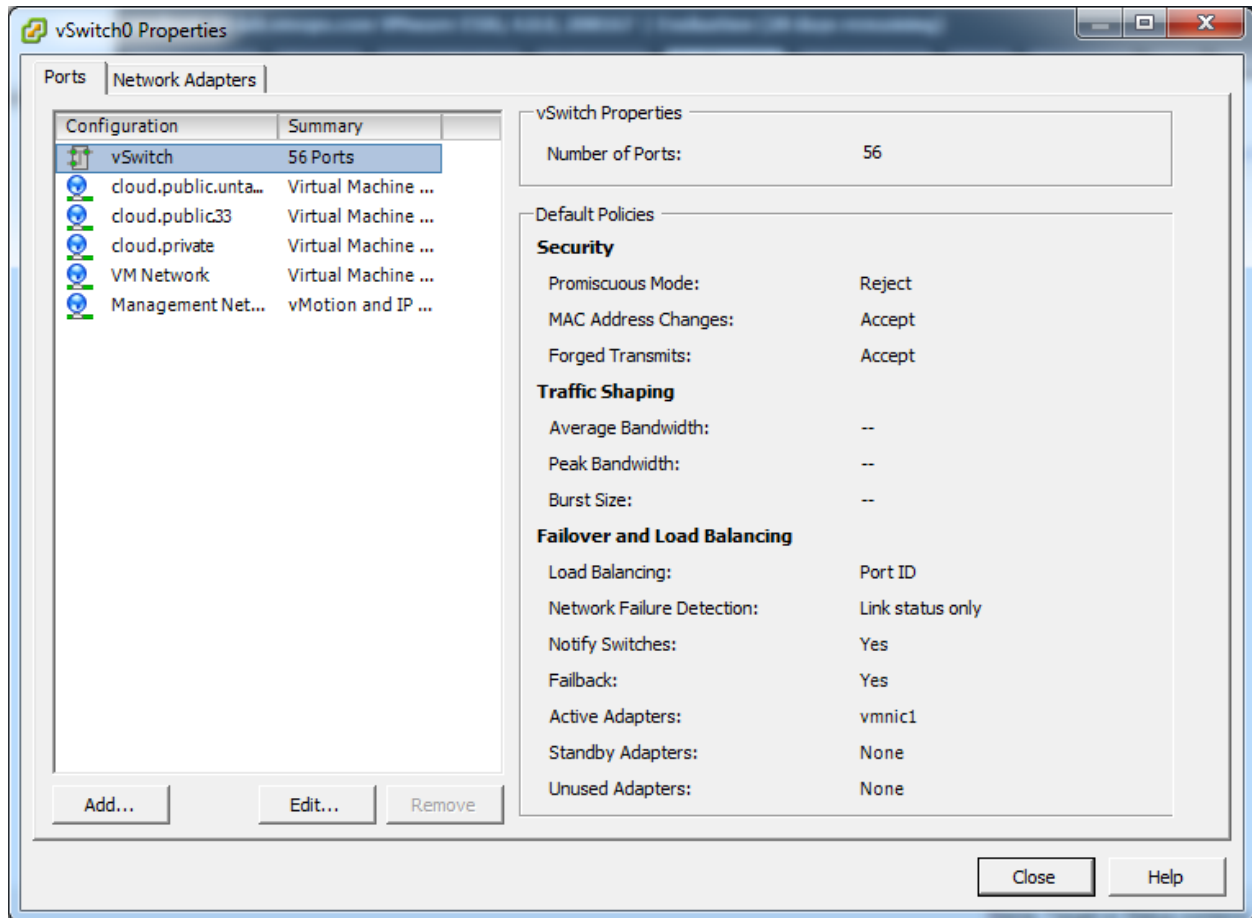 vSwitch0 Properties
Ports
Network Adapters
Configuration Summary
vSwitch 56 Ports
cloud.public.unta... Virtual Machine ...
cloud.public.33 Virtual Machine ...
cloud.private Virtual Machine ...
VM Network Virtual Machine ...
Management Net... vMotion and IP ...
Add...
Edit...
Remove
vSwitch Properties
Number of Ports: 56
Default Policies
Security
Promiscuous Mode: Reject
MAC Address Changes: Accept
Forged Transmits: Accept
Traffic Shaping
Average Bandwidth: --
Peak Bandwidth: --
Burst Size: --
Failover and Load Balancing
Load Balancing: Port ID
Network Failure Detection: Link status only
Notify Switches: Yes
Failback: Yes
Active Adapters: vmnic1
Standby Adapters: None
Unused Adapters: None
Close
Help